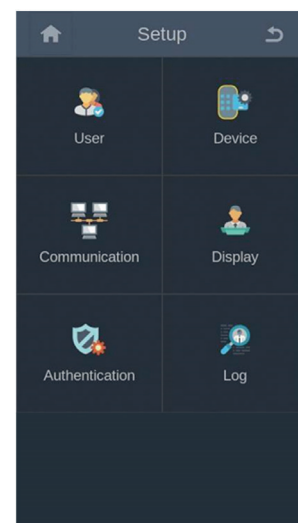 Setup
User
Device
Communication
Display
Authentication
Log